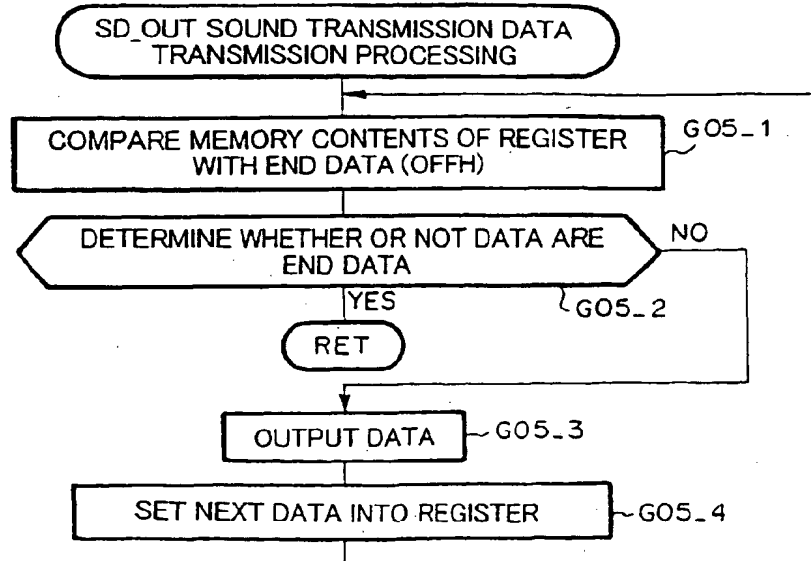 SD_OUT SOUND TRANSMISSION DATA
TRANSMISSION PROCESSING
COMPARE MEMORY CONTENTS OF REGISTER
WITH END DATA (OFFH)
G05_1
DETERMINE WHETHER OR NOT DATA ARE
END DATA
NO
YES
G05_2
RET
OUTPUT DATA
G05_3
SET NEXT DATA INTO REGISTER
G05_4